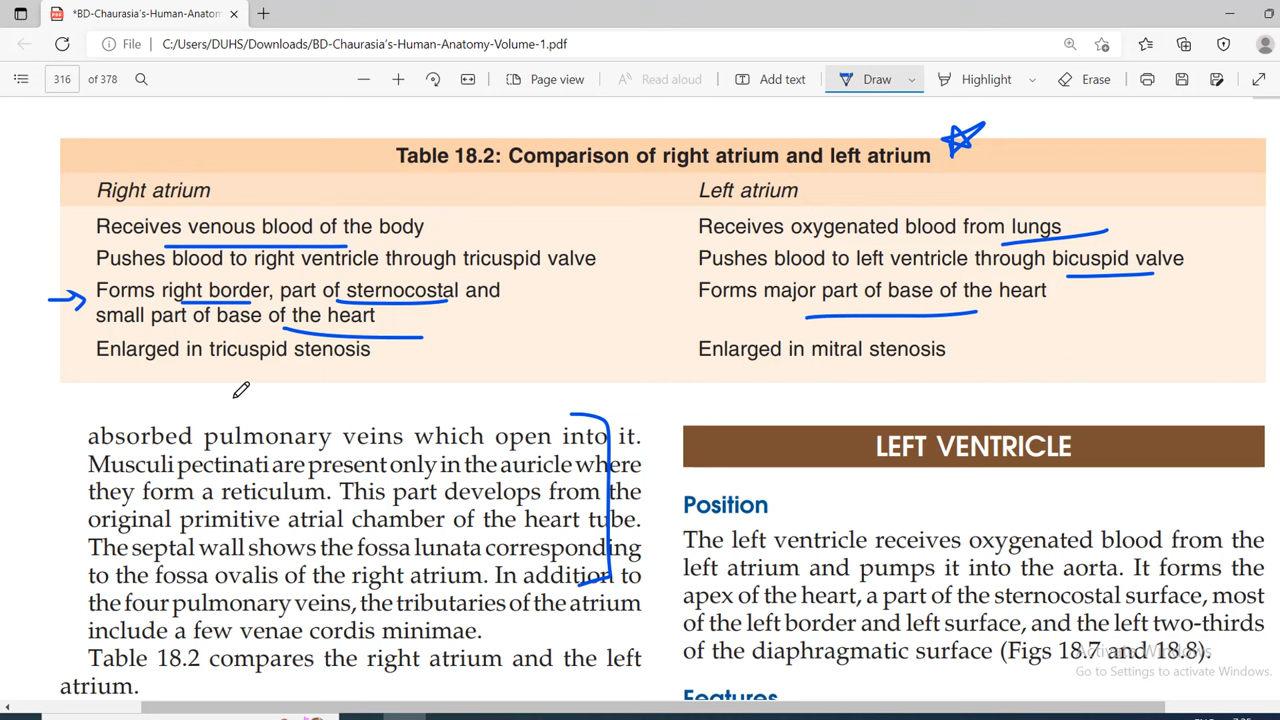 *BD-Chaurasia's-Human-Anatom
File
C:/Users/DUHS/Downloads/BD-Chaurasia's-Human-Anatomy-Volume-1.pdf
316 of 378
Page view
Read aloud
Add text
Draw
Highlight
Erase
Table 18.2: Comparison of right atrium and left atrium
Right atrium
Left atrium
Receives venous blood of the body
Receives oxygenated blood from lungs
Pushes blood to right ventricle through tricuspid valve
Pushes blood to left ventricle through bicuspid valve
Forms right border, part of sternocostal and
small part of base of the heart
Forms major part of base of the heart
Enlarged in tricuspid stenosis
Enlarged in mitral stenosis
absorbed pulmonary veins which open into it.
Musculi pectinati are present only in the auricle where
they form a reticulum. This part develops from the
original primitive atrial chamber of the heart tube.
The septal wall shows the fossa lunata corresponding
to the fossa ovalis of the right atrium. In addition to
the four pulmonary veins, the tributaries of the atrium
include a few venae cordis minimae.
Table 18.2 compares the right atrium and the left
atrium.
LEFT VENTRICLE
Position
The left ventricle receives oxygenated blood from the
left atrium and pumps it into the aorta. It forms the
apex of the heart, a part of the sternocostal surface, most
of the left border and left surface, and the left two-thirds
of the diaphragmatic surface (Figs 18.7 and 18.8).
Features
Activate Windows
Go to Settings to activate Windows.